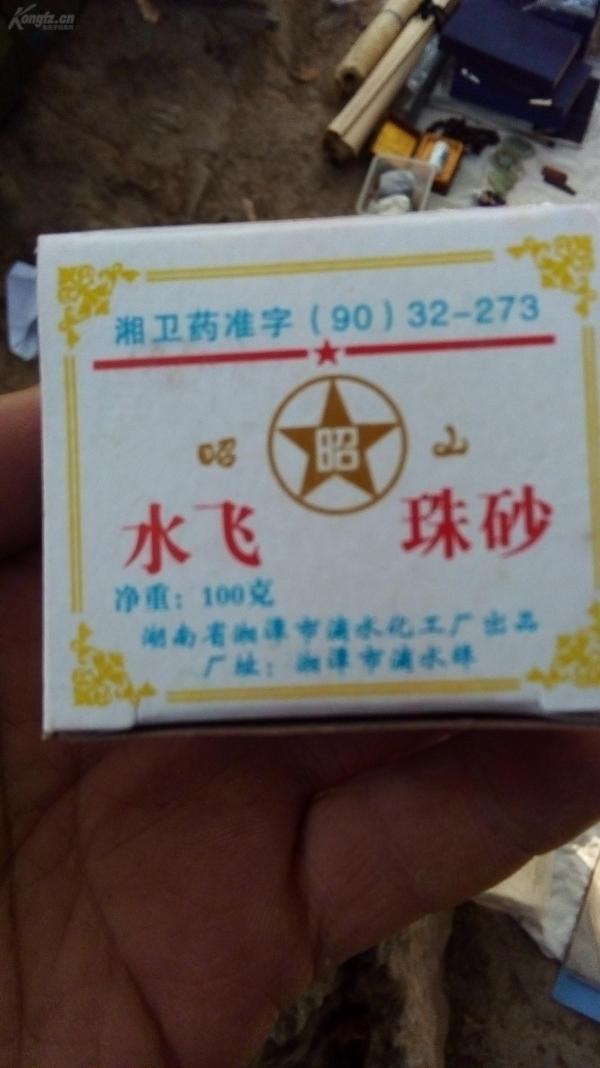 Kongfz.cn
湘卫药准字（90）32-273
昭 昭 山
水飞 珠砂
净重：100克
湖南省湘潭市滴水化工厂出品
厂址：湘潭市滴水